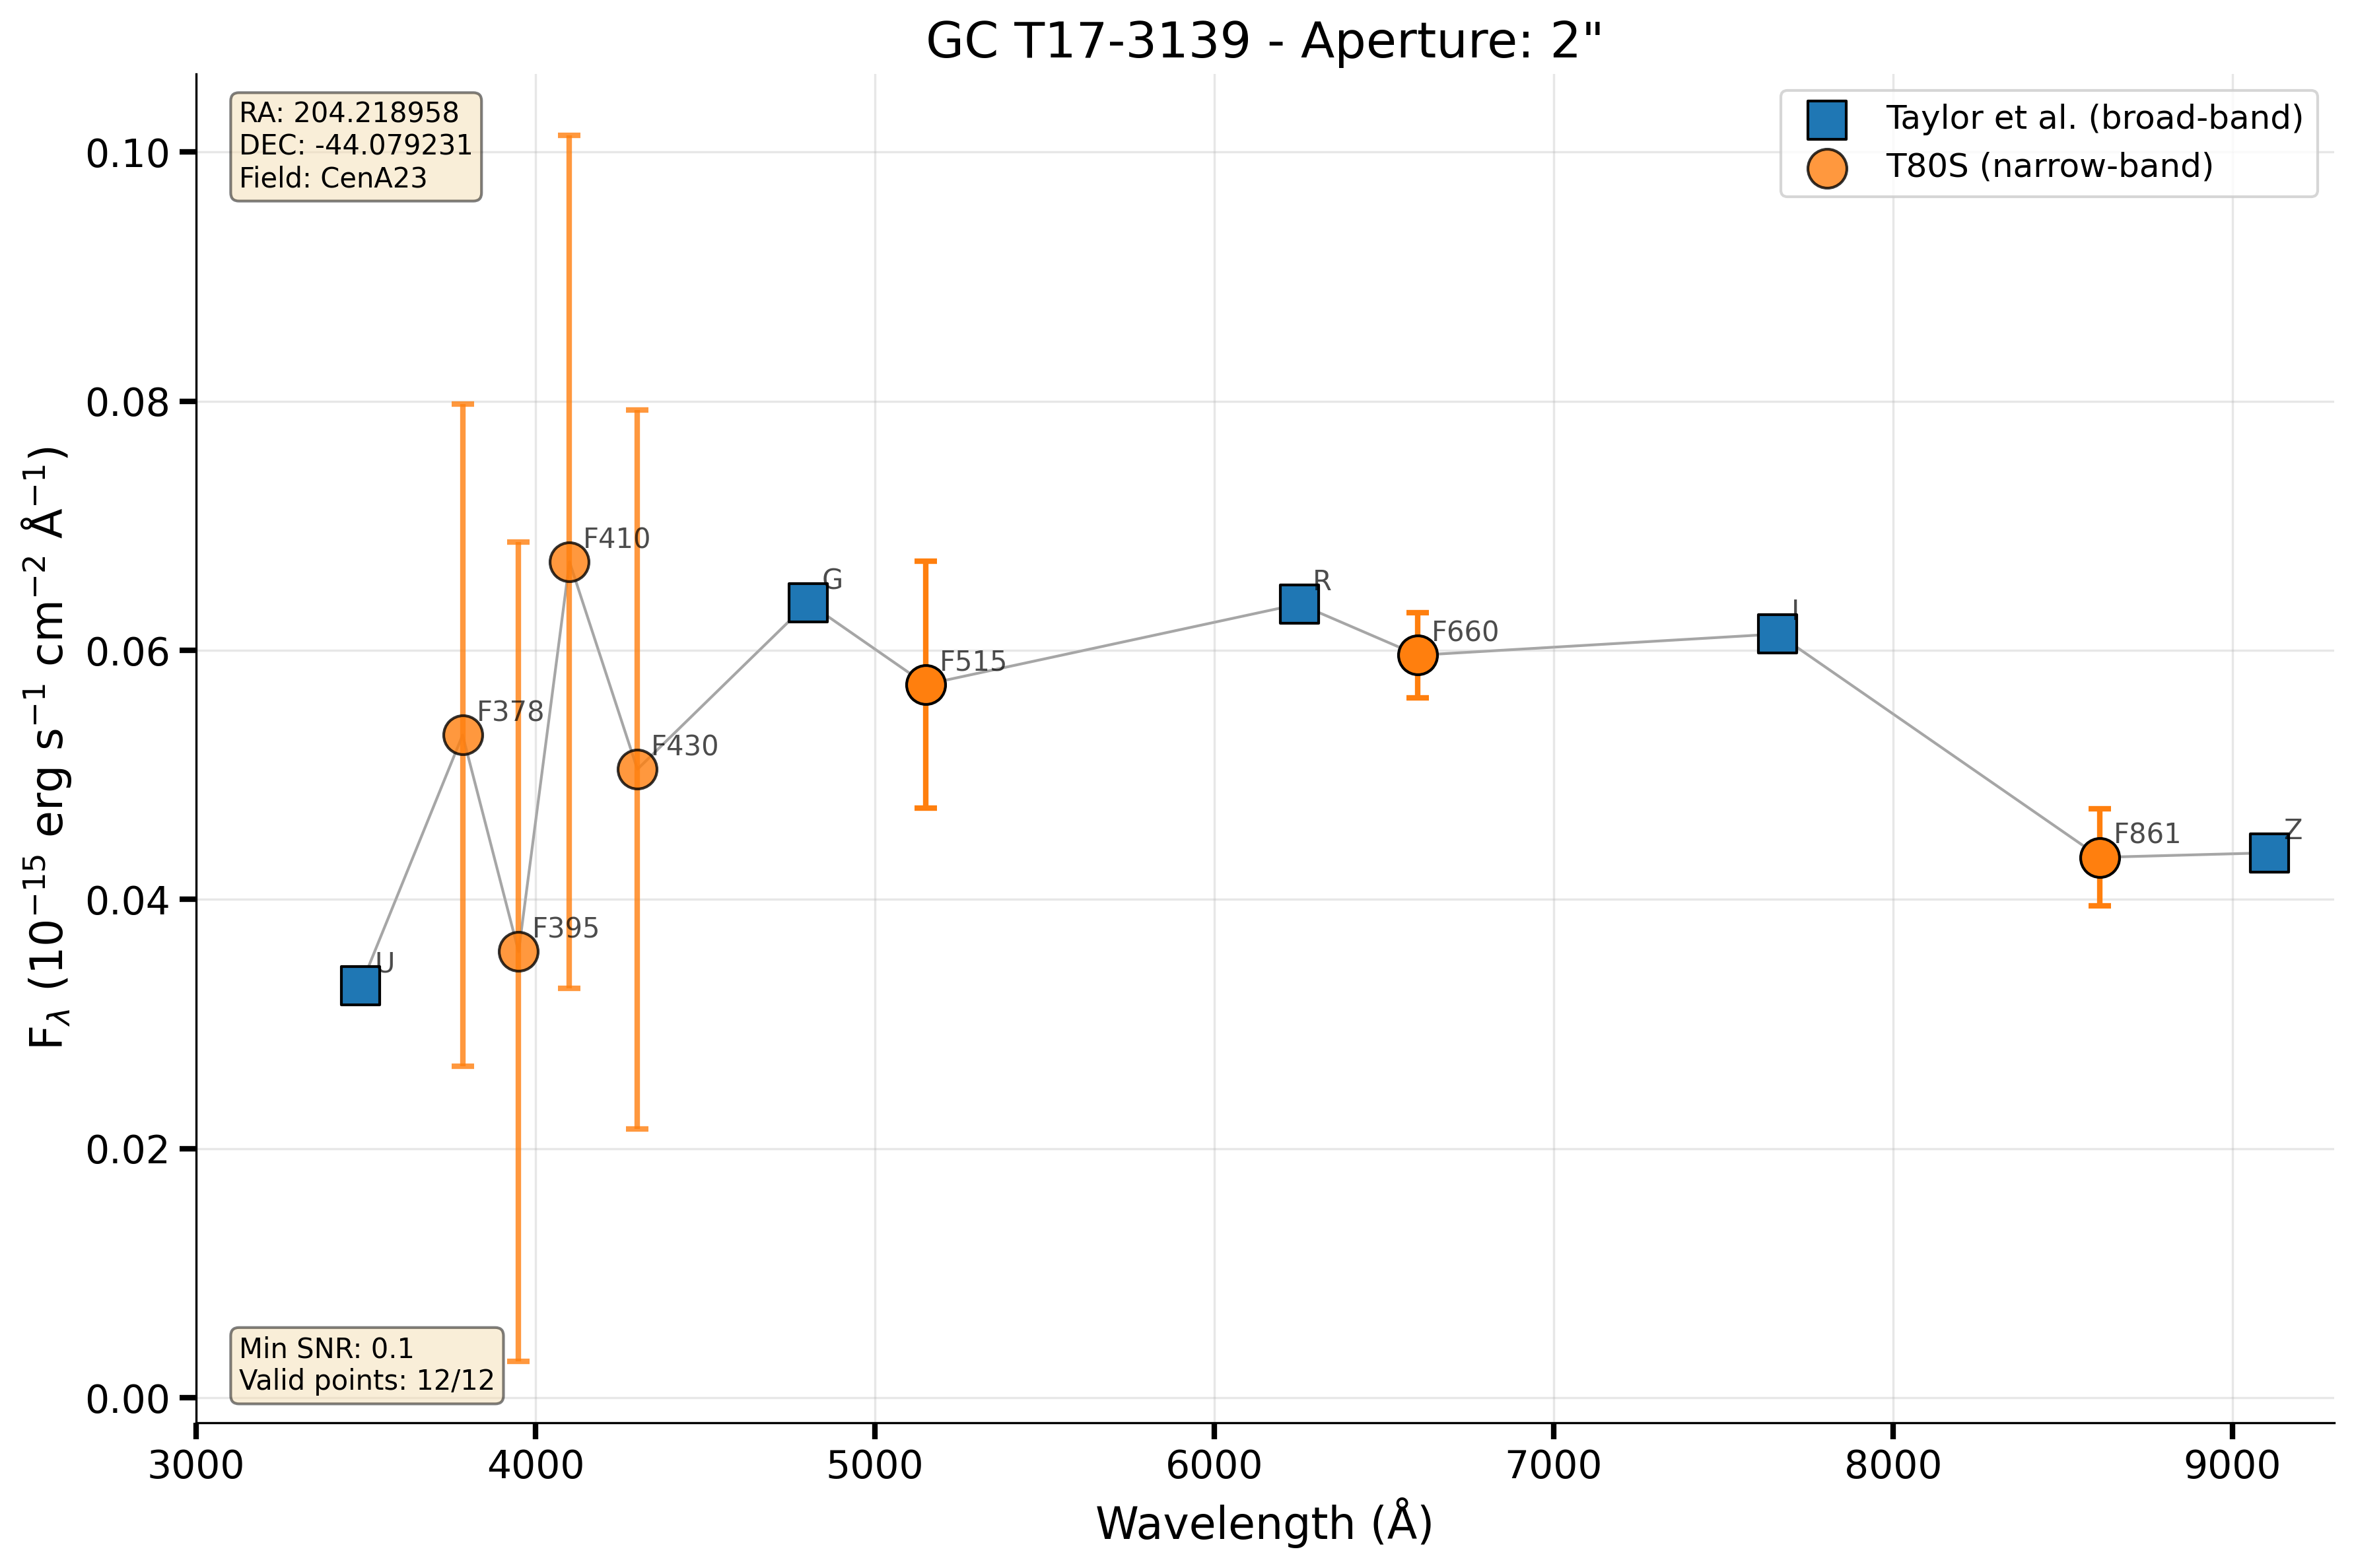 GC T17-3139 - Aperture: 2"
RA: 204.218958
DEC: -44.079231
Field: CenA23
Taylor et al. (broad-band)
T80S (narrow-band)
0.10
0.08
0.06
0.04
0.02
0.00
F$_{λ}$ (10$^{−15}$ erg s$^{−1}$ cm$^{−2}$ Å$^{−1}$)
U
F378
F395
F410
F430
G
F515
R
F660
I
F861
Z
Min SNR: 0.1
Valid points: 12/12
3000
4000
5000
6000
7000
8000
9000
Wavelength (Å)